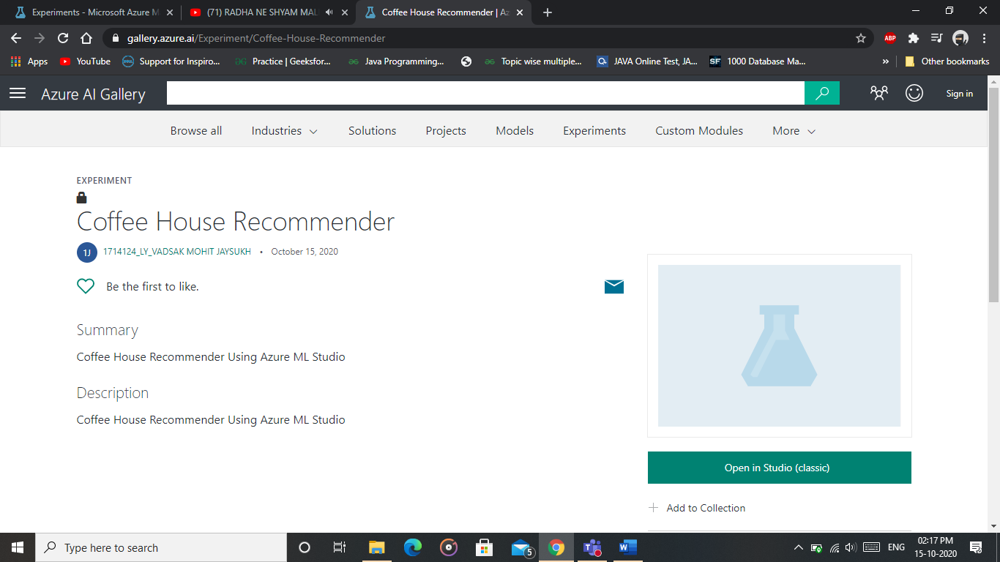 Experiments - Microsoft Azure M
(71) RADHA NE SHYAM MAL
Coffee House Recommender | Az
gallery.azure.ai/Experiment/Coffee-House-Recommender
ABP
Apps
YouTube
Support for Inspiro...
Practice | Geeksfor...
Java Programming...
Topic wise multiple...
JAVA Online Test, JA...
SF
1000 Database Ma...
»
Other bookmarks
Azure AI Gallery
Sign in
Browse all
Industries
Solutions
Projects
Models
Experiments
Custom Modules
More
EXPERIMENT
Coffee House Recommender
1J
1714124_LY_VADSAK MOHIT JAYSUKH • October 15, 2020
Be the first to like.
Summary
Coffee House Recommender Using Azure ML Studio
Description
Coffee House Recommender Using Azure ML Studio
Open in Studio (classic)
Add to Collection
Type here to search
5
ENG
02:17 PM
15-10-2020
3